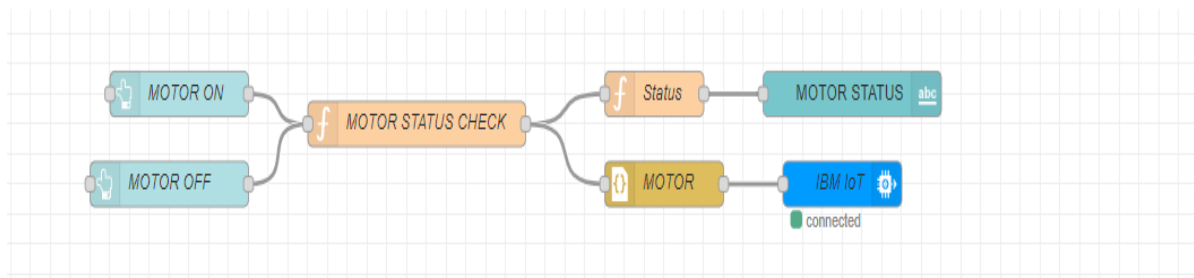 MOTOR ON
MOTOR STATUS CHECK
Status
MOTOR STATUS
abc
MOTOR OFF
MOTOR
IBM IoT
connected